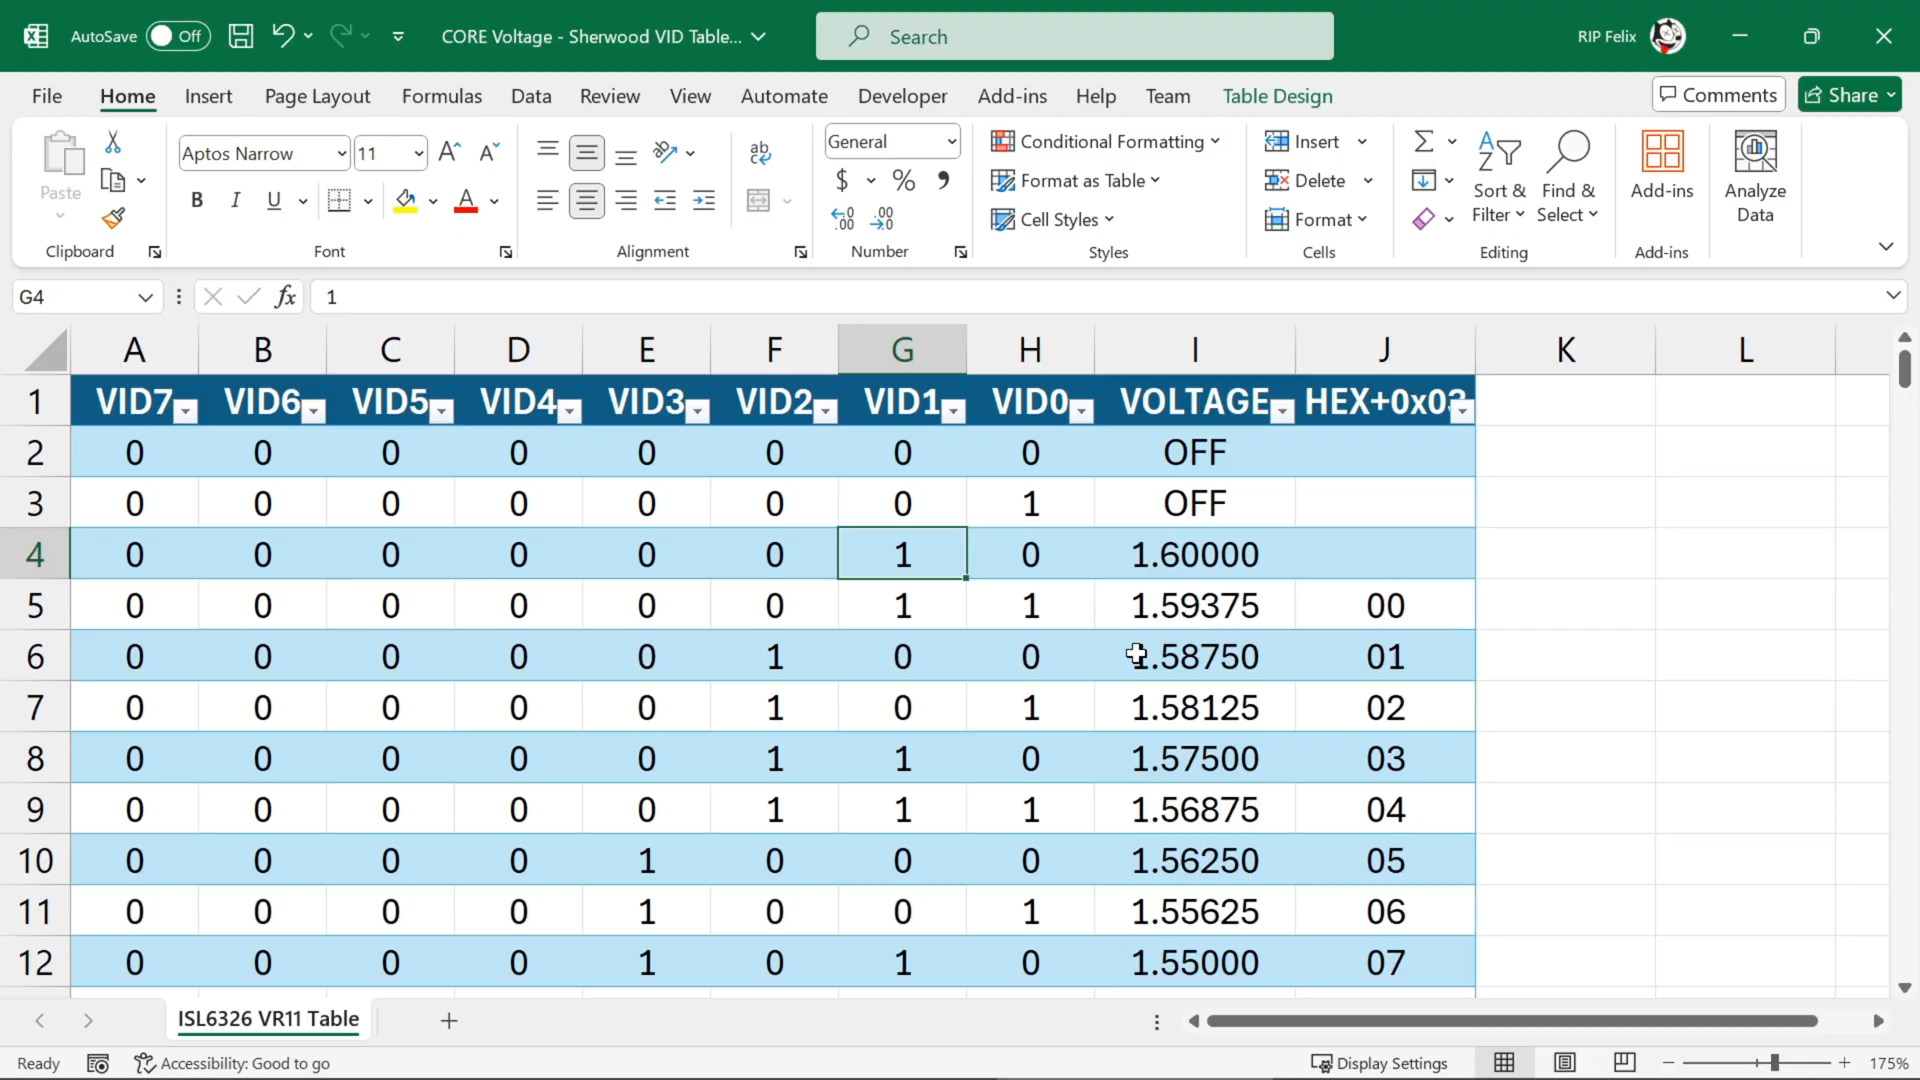 AutoSave Off CORE Voltage - Sherwood VID Table... Search RIP Felix
File Home Insert Page Layout Formulas Data Review View Automate Developer Add-ins Help Team Table Design Comments Share
Paste
Aptos Narrow 11
B I U
General
$ % ,
Conditional Formatting
Format as Table
Cell Styles
Insert
Delete
Format
Sort & Filter
Find & Select
Add-ins
Analyze Data
Clipboard Font Alignment Number Styles Cells Editing Add-ins
G4 fx 1
A B C D E F G H I J K L
1 VID7 VID6 VID5 VID4 VID3 VID2 VID1 VID0 VOLTAGE HEX+0x03
2 0 0 0 0 0 0 0 0 OFF
3 0 0 0 0 0 0 0 1 OFF
4 0 0 0 0 0 0 1 0 1.60000
5 0 0 0 0 0 0 1 1 1.59375 00
6 0 0 0 0 0 1 0 0 1.58750 01
7 0 0 0 0 0 1 0 1 1.58125 02
8 0 0 0 0 0 1 1 0 1.57500 03
9 0 0 0 0 0 1 1 1 1.56875 04
10 0 0 0 0 1 0 0 0 1.56250 05
11 0 0 0 0 1 0 0 1 1.55625 06
12 0 0 0 0 1 0 1 0 1.55000 07
ISL6326 VR11 Table
Ready Accessibility: Good to go Display Settings 175%